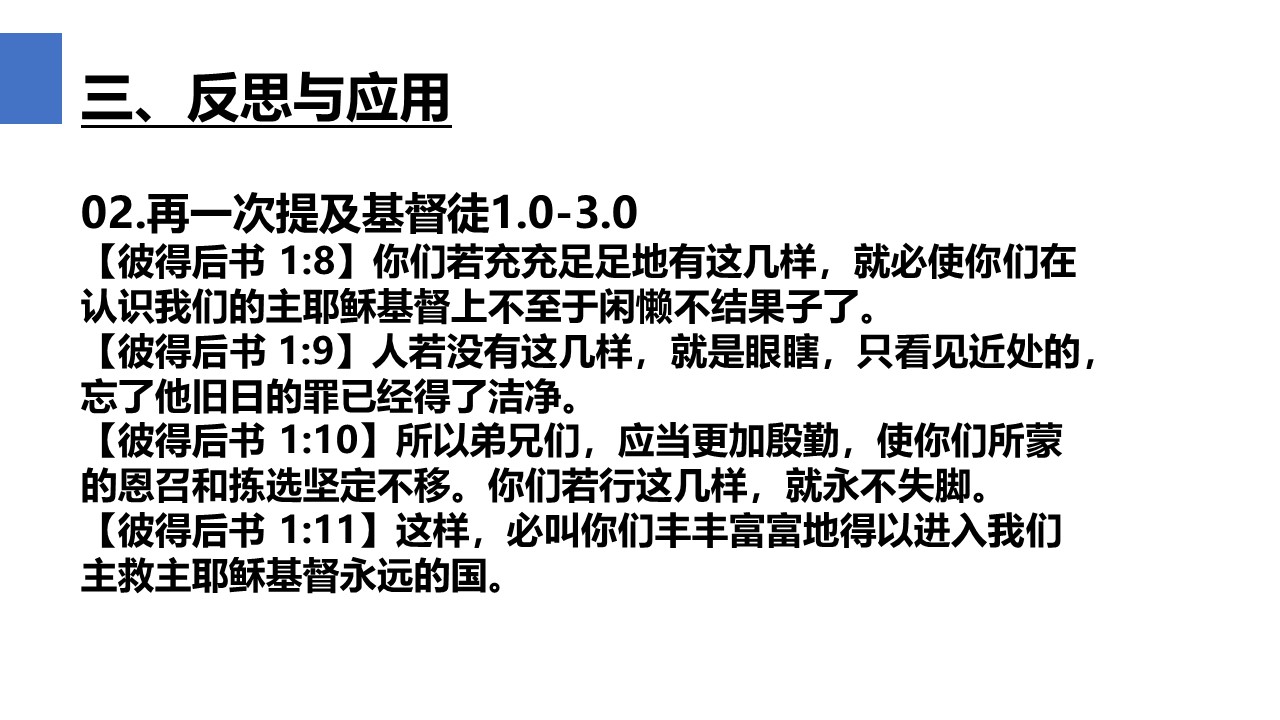 三、反思与应用
02.再一次提及基督徒1.0-3.0
【彼得后书 1:8】你们若充充足足地有这几样，就必使你们在
认识我们的主耶稣基督上不至于闲懒不结果子了。
【彼得后书 1:9】人若没有这几样，就是眼瞎，只看见近处的，
忘了他旧日的罪已经得了洁净。
【彼得后书 1:10】所以弟兄们，应当更加殷勤，使你们所蒙
的恩召和拣选坚定不移。你们若行这几样，就永不失脚。
【彼得后书 1:11】这样，必叫你们丰丰富富地得以进入我们
主救主耶稣基督永远的国。